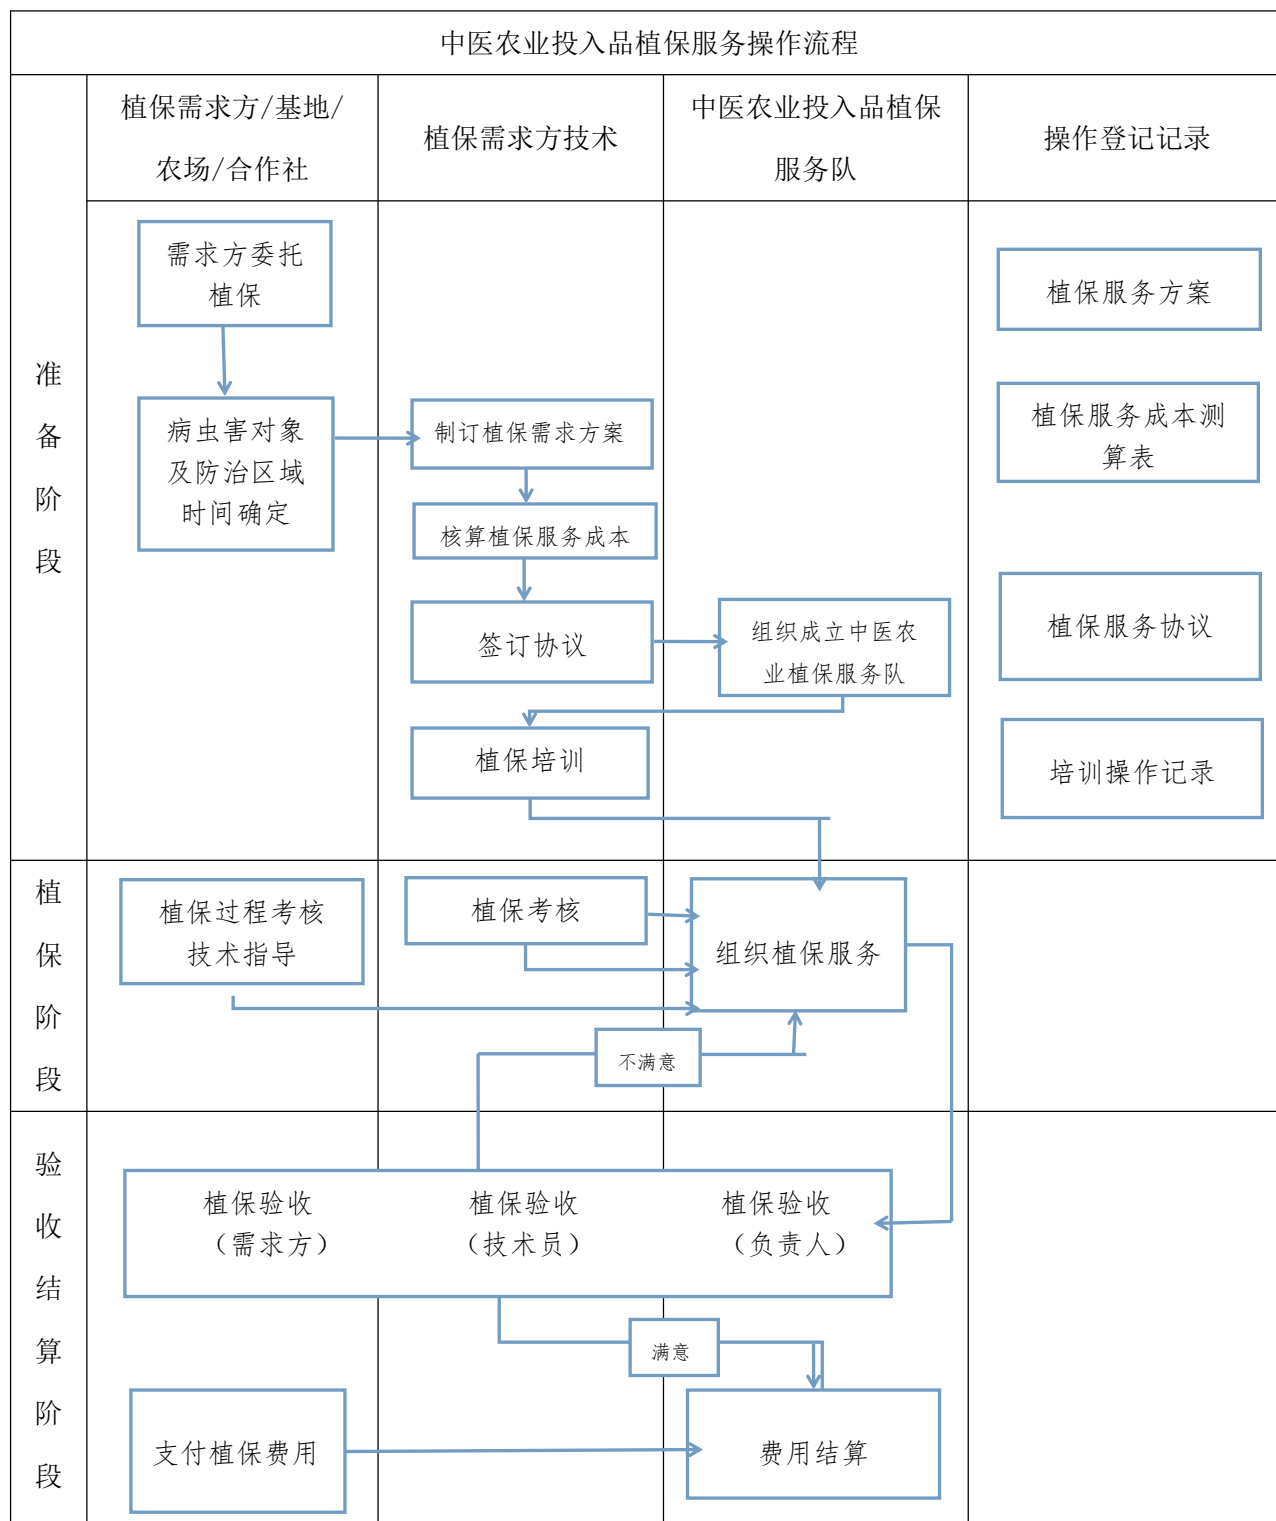 中医农业投入品植保服务操作流程
植保需求方/基地/
农场/合作社
植保需求方技术
中医农业投入品植保
服务队
操作登记记录
准
备
阶
段
需求方委托
植保
病虫害对象
及防治区域
时间确定
制订植保需求方案
核算植保服务成本
签订协议
植保培训
组织成立中医农
业植保服务队
植保服务方案
植保服务成本测
算表
植保服务协议
培训操作记录
植
保
阶
段
植保过程考核
技术指导
植保考核
组织植保服务
不满意
验
收
结
算
阶
段
植保验收
（需求方）
植保验收
（技术员）
植保验收
（负责人）
满意
支付植保费用
费用结算